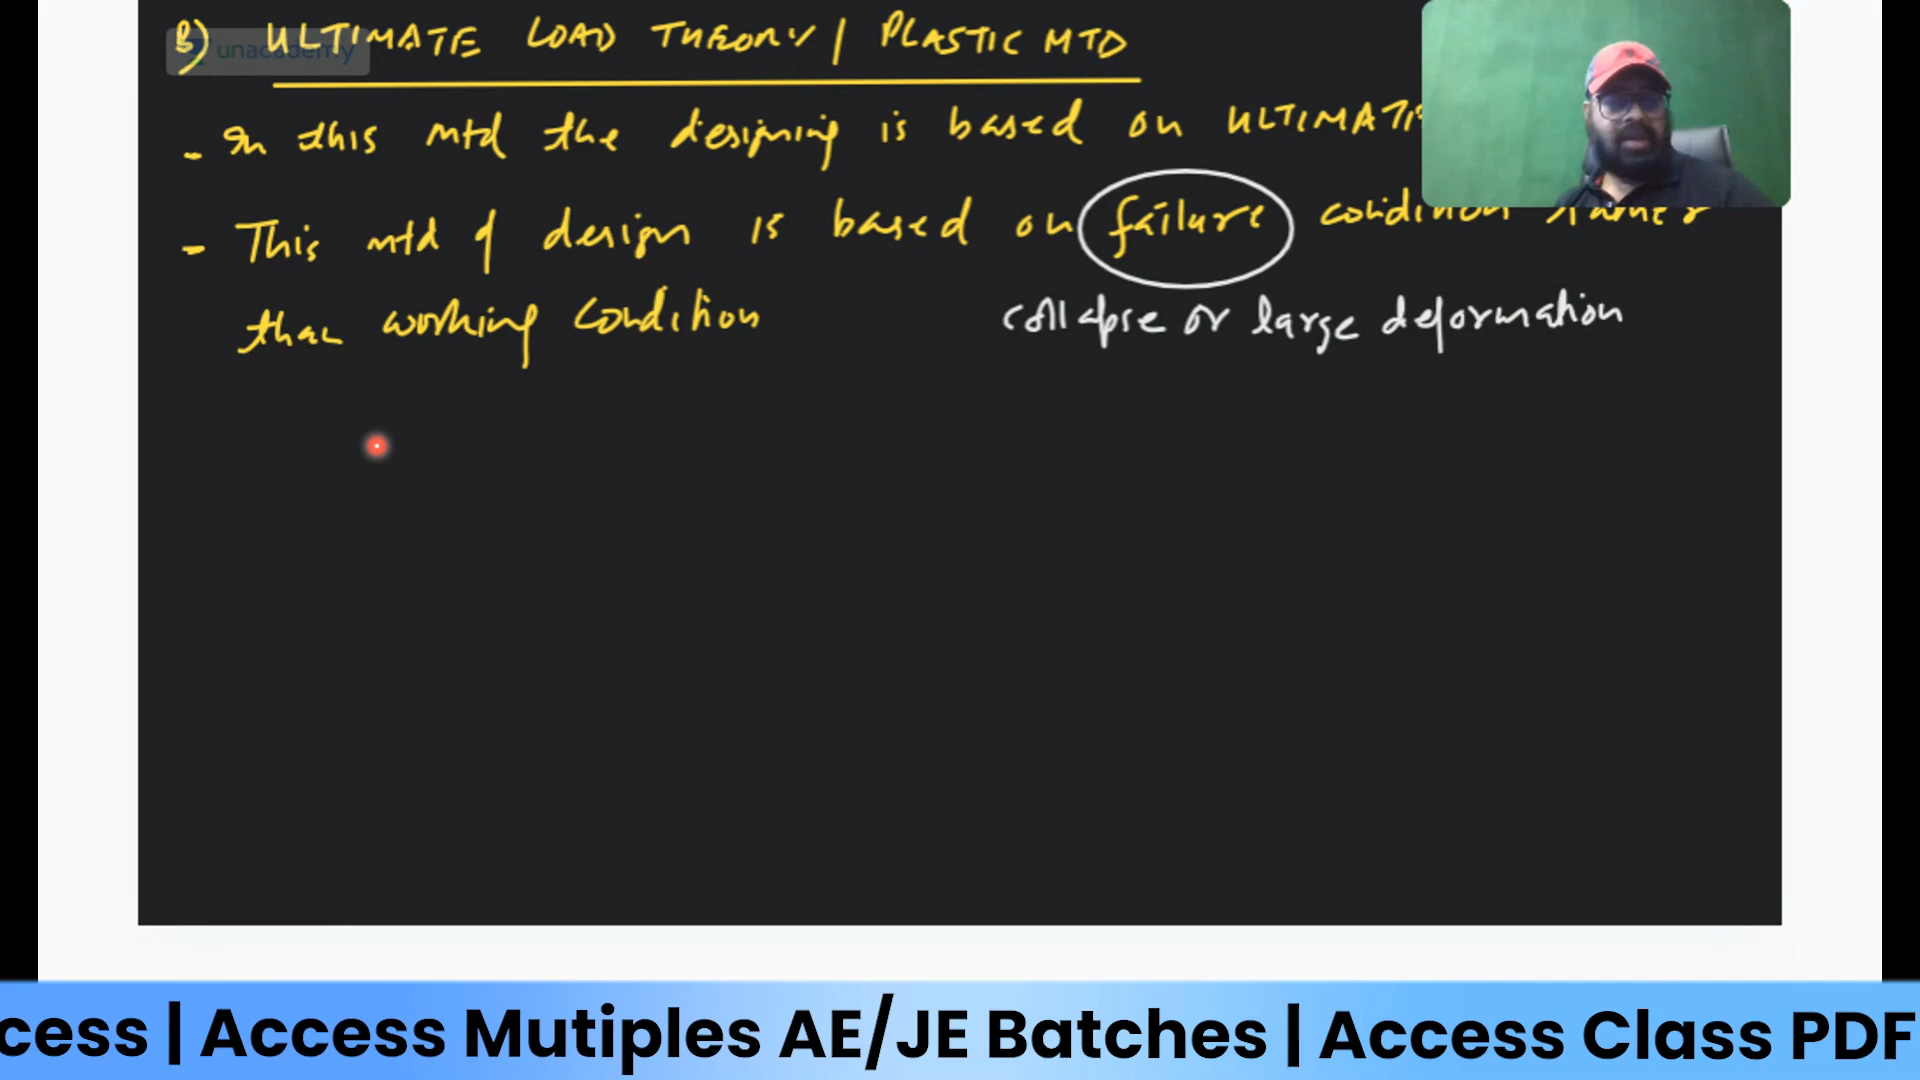 B) ULTIMATE LOAD THEORY / PLASTIC MTD
unacademy
- In this mtd the designing is based on ULTIMATE
- This mtd of design is based on failure condition rather
than working condition
collapse or large deformation
cess | Access Mutiples AE/JE Batches | Access Class PDF